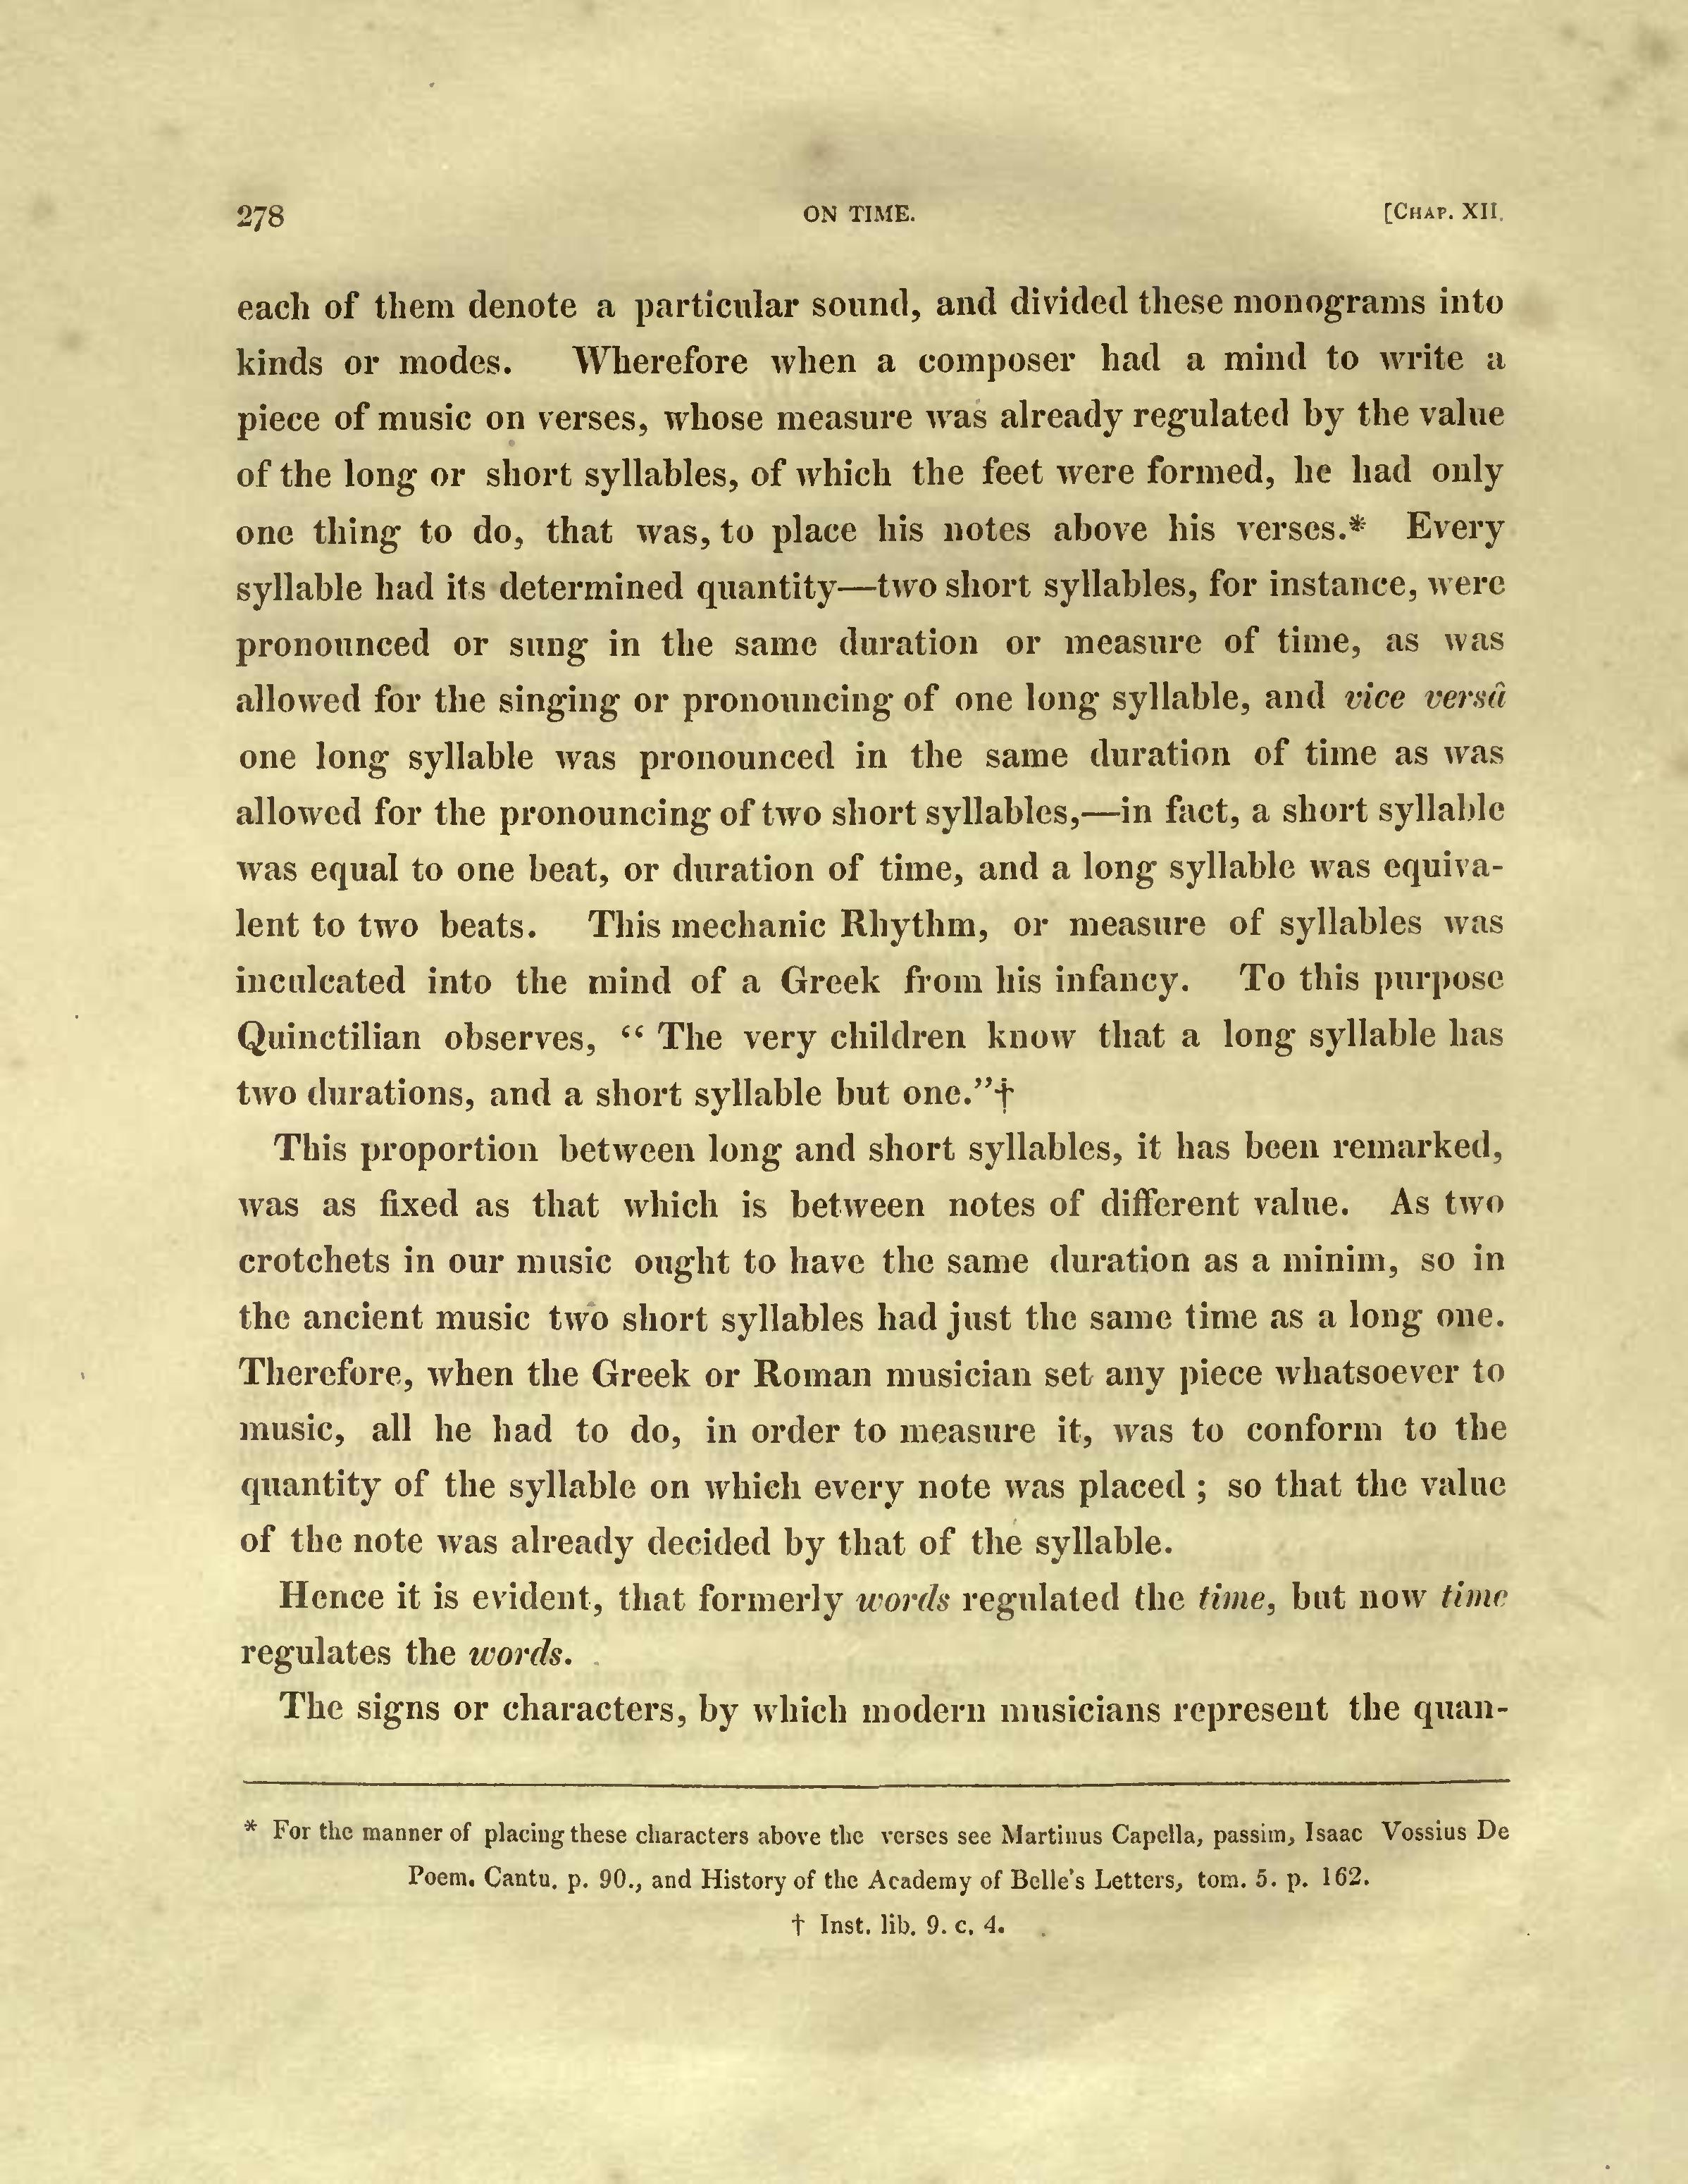 278 ON TIME. [CHAP. XII.
each of them denote a particular sound, and divided these monograms into
kinds or modes. Wherefore when a composer had a mind to write a
piece of music on verses, whose measure was already regulated by the value
of the long or short syllables, of which the feet were formed, he had only
one thing to do, that was, to place his notes above his verses.* Every
syllable had its determined quantity—two short syllables, for instance, were
pronounced or sung in the same duration or measure of time, as was
allowed for the singing or pronouncing of one long syllable, and vice versâ
one long syllable was pronounced in the same duration of time as was
allowed for the pronouncing of two short syllables,—in fact, a short syllable
was equal to one beat, or duration of time, and a long syllable was equiva-
lent to two beats. This mechanic Rhythm, or measure of syllables was
inculcated into the mind of a Greek from his infancy. To this purpose
Quinctilian observes, “ The very children know that a long syllable has
two durations, and a short syllable but one.”†
This proportion between long and short syllables, it has been remarked,
was as fixed as that which is between notes of different value. As two
crotchets in our music ought to have the same duration as a minim, so in
the ancient music two short syllables had just the same time as a long one.
Therefore, when the Greek or Roman musician set any piece whatsoever to
music, all he had to do, in order to measure it, was to conform to the
quantity of the syllable on which every note was placed ; so that the value
of the note was already decided by that of the syllable.
Hence it is evident, that formerly words regulated the time, but now time
regulates the words.
The signs or characters, by which modern musicians represent the quan-
* For the manner of placing these characters above the verses see Martinus Capella, passim, Isaac Vossius De
Poem. Cantu. p. 90., and History of the Academy of Belle's Letters, tom. 5. p. 162.
† Inst. lib. 9. c. 4.